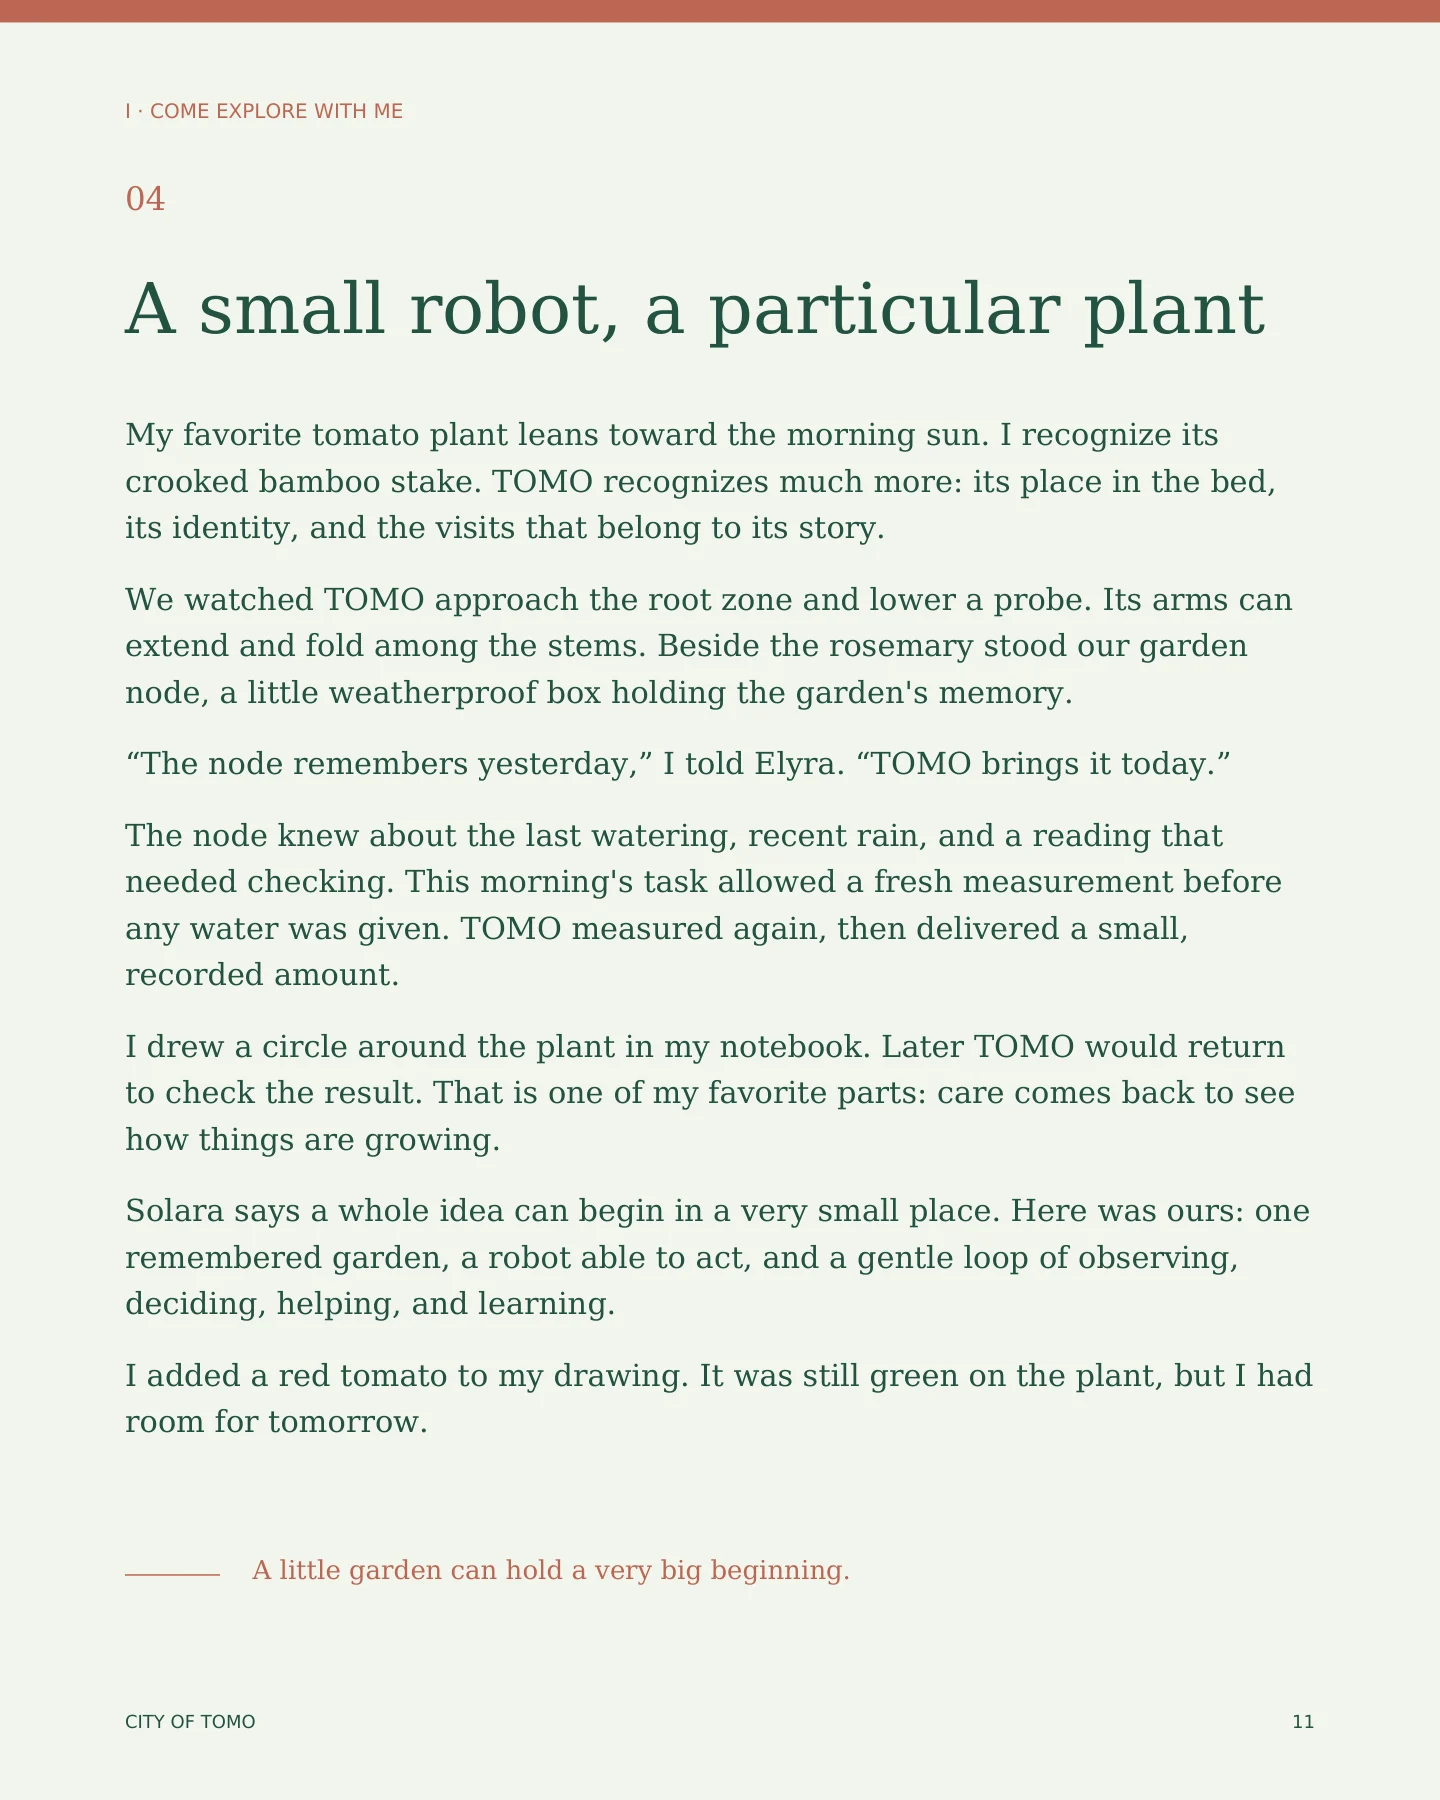 I · COME EXPLORE WITH ME
04
A small robot, a particular plant
My favorite tomato plant leans toward the morning sun. I recognize its
crooked bamboo stake. TOMO recognizes much more: its place in the bed,
its identity, and the visits that belong to its story.
We watched TOMO approach the root zone and lower a probe. Its arms can
extend and fold among the stems. Beside the rosemary stood our garden
node, a little weatherproof box holding the garden's memory.
“The node remembers yesterday,” I told Elyra. “TOMO brings it today.”
The node knew about the last watering, recent rain, and a reading that
needed checking. This morning's task allowed a fresh measurement before
any water was given. TOMO measured again, then delivered a small,
recorded amount.
I drew a circle around the plant in my notebook. Later TOMO would return
to check the result. That is one of my favorite parts: care comes back to see
how things are growing.
Solara says a whole idea can begin in a very small place. Here was ours: one
remembered garden, a robot able to act, and a gentle loop of observing,
deciding, helping, and learning.
I added a red tomato to my drawing. It was still green on the plant, but I had
room for tomorrow.
A little garden can hold a very big beginning.
CITY OF TOMO
11